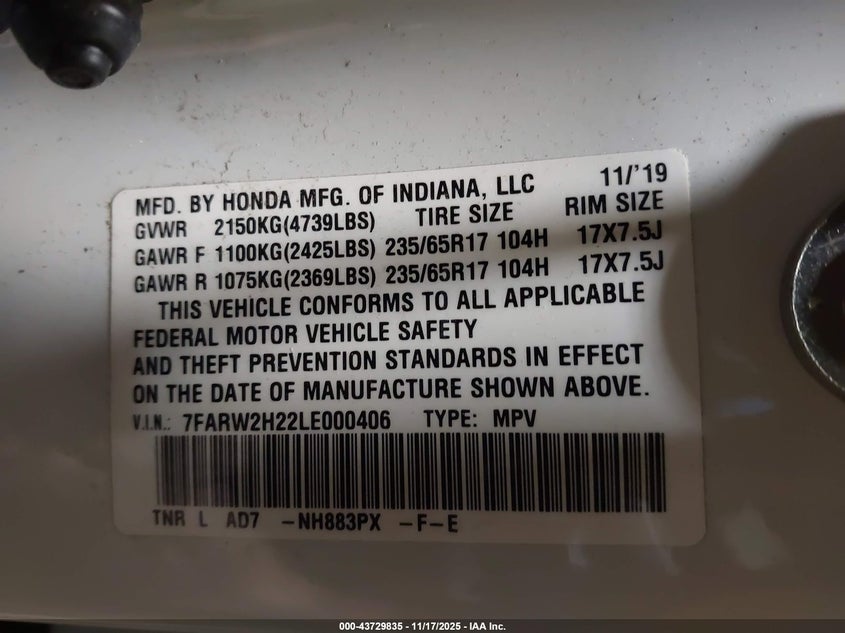 MFD. BY HONDA MFG. OF INDIANA, LLC 11/'19
GVWR 2150KG(4739LBS) TIRE SIZE RIM SIZE
GAWR F 1100KG(2425LBS) 235/65R17 104H 17X7.5J
GAWR R 1075KG(2369LBS) 235/65R17 104H 17X7.5J
THIS VEHICLE CONFORMS TO ALL APPLICABLE
FEDERAL MOTOR VEHICLE SAFETY
AND THEFT PREVENTION STANDARDS IN EFFECT
ON THE DATE OF MANUFACTURE SHOWN ABOVE.
V.I.N.: 7FARW2H22LE000406 TYPE: MPV
TNR L AD7 -NH883PX -F-E
000-43729835 - 11/17/2025 - IAA Inc.